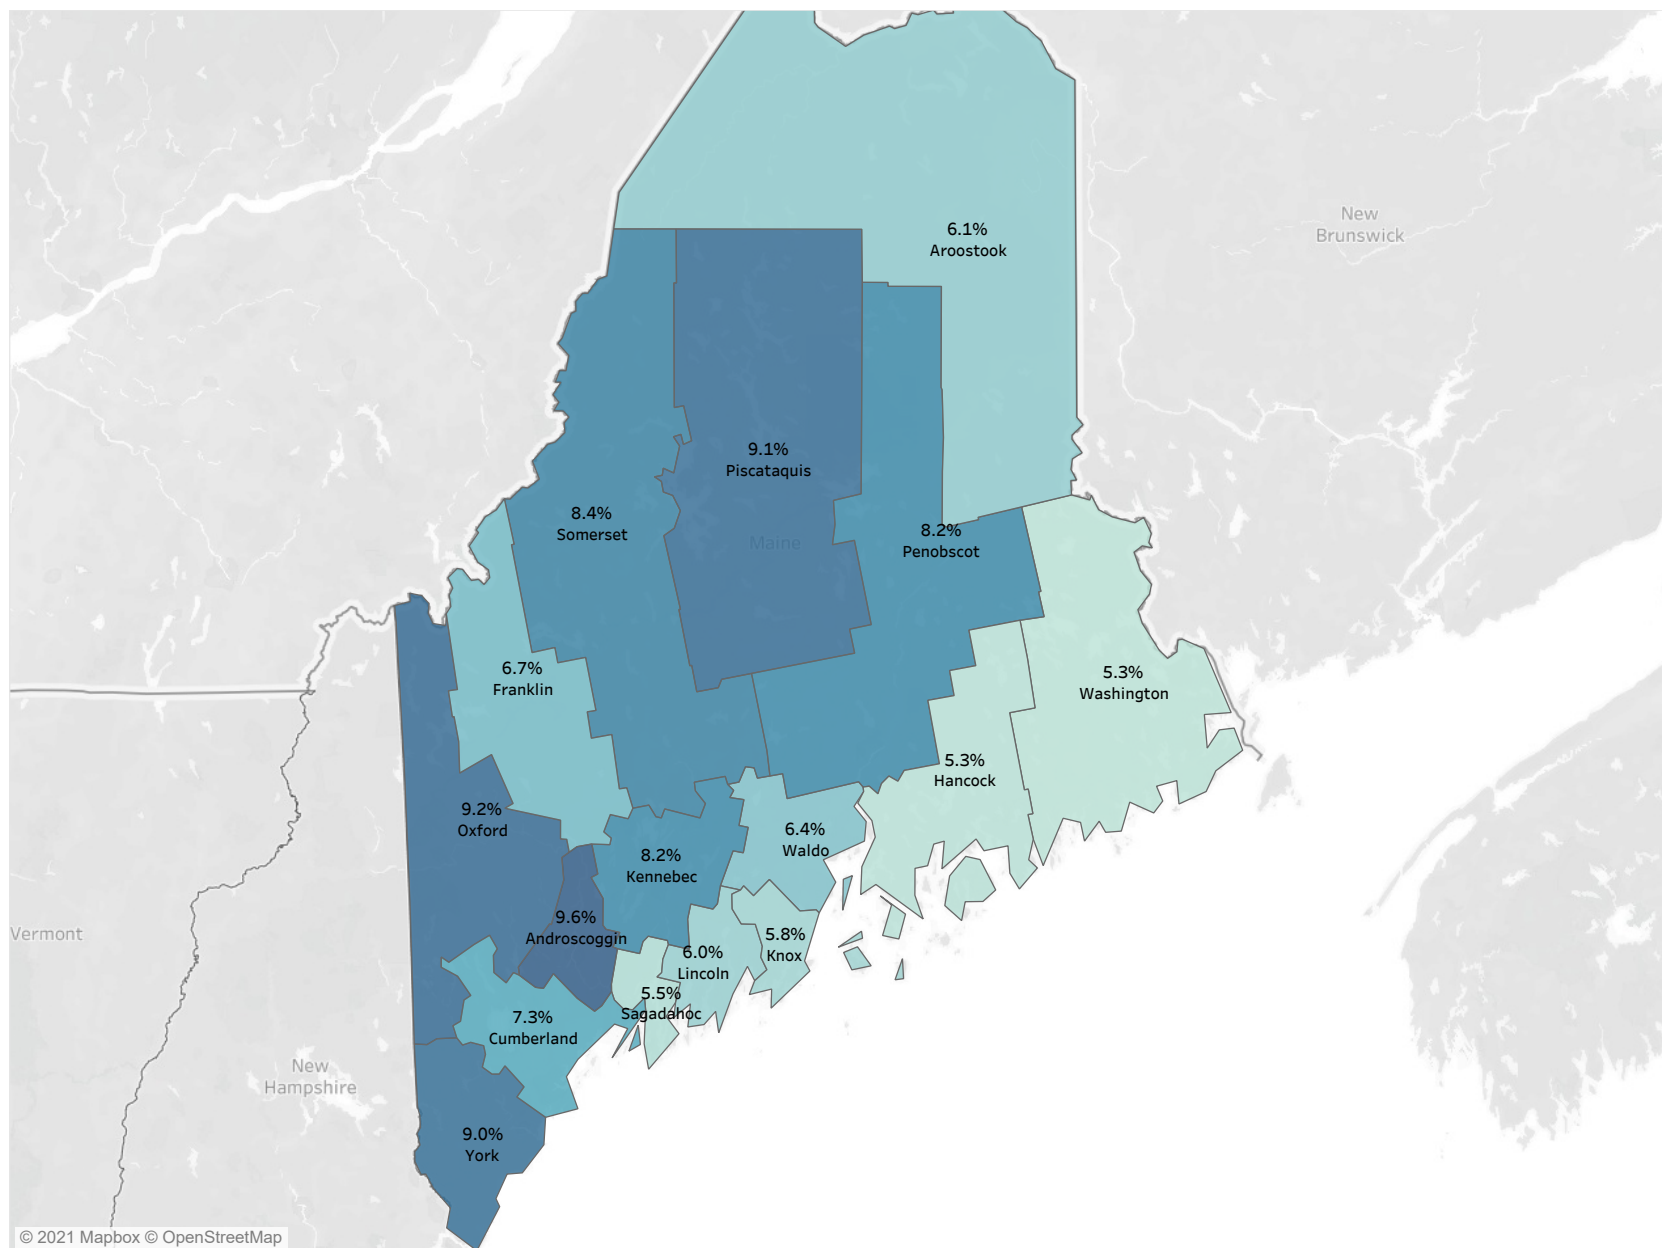 New
Brunswick
6.1%
Aroostook
9.1%
Piscataquis
8.4%
Somerset
8.2%
Penobscot
Maine
6.7%
Franklin
5.3%
Washington
5.3%
Hancock
9.2%
Oxford
6.4%
Waldo
8.2%
Kennebec
9.6%
Androscoggin
Vermont
5.8%
Knox
6.0%
Lincoln
5.5%
Sagadahoc
7.3%
Cumberland
New
Hampshire
9.0%
York
© 2021 Mapbox © OpenStreetMap